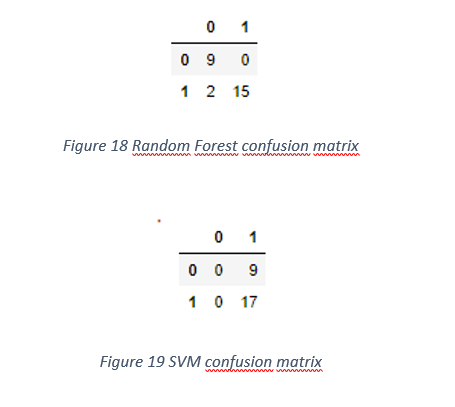 0 1
0 9 0
1 2 15
Figure 18 Random Forest confusion matrix
0 1
0 0 9
1 0 17
Figure 19 SVM confusion matrix